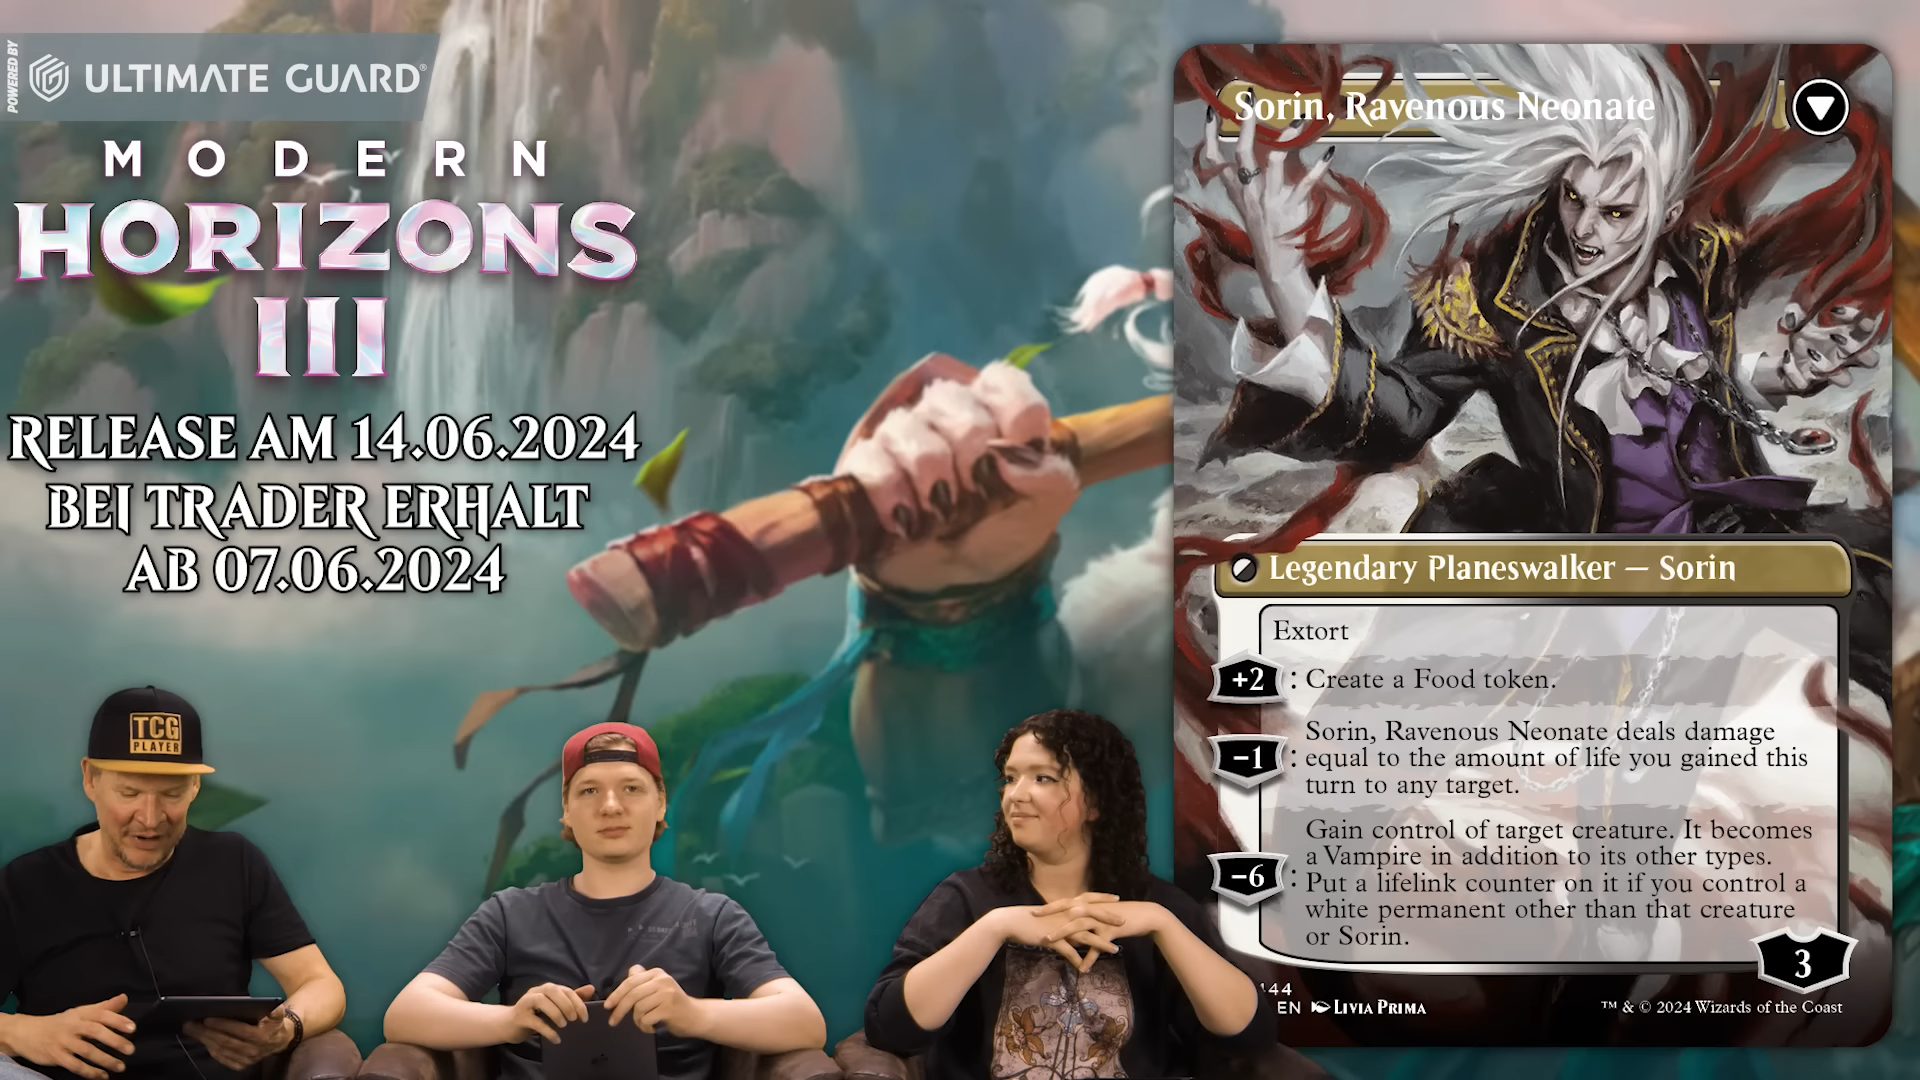 POWERED BY
ULTIMATE GUARD®
MODERN
HORIZONS
III
RELEASE AM 14.06.2024
BEI TRADER ERHALT
AB 07.06.2024
TCG
PLAYER
Sorin, Ravenous Neonate
Legendary Planeswalker — Sorin
Extort
+2: Create a Food token.
Sorin, Ravenous Neonate deals damage
−1: equal to the amount of life you gained this
turn to any target.
Gain control of target creature. It becomes
a Vampire in addition to its other types.
−6: Put a lifelink counter on it if you control a
white permanent other than that creature
or Sorin.
3
44
EN LIVIA PRIMA
™ & © 2024 Wizards of the Coast